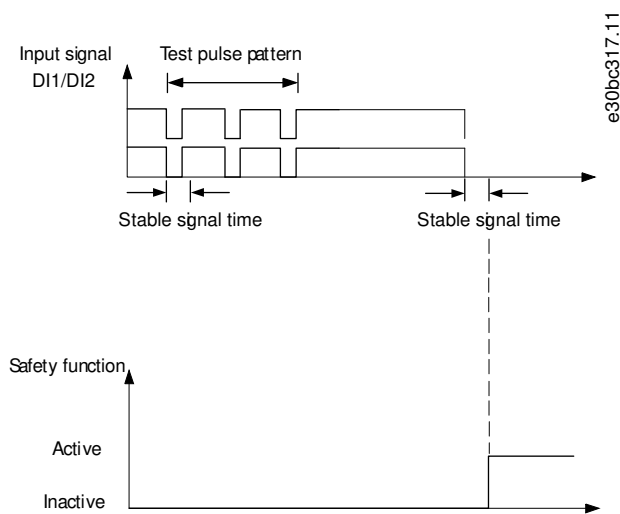 Input signal
DI1/DI2
Test pulse pattern
e30bc317.11
Stable signal time
Stable signal time
Safety function
Active
Inactive